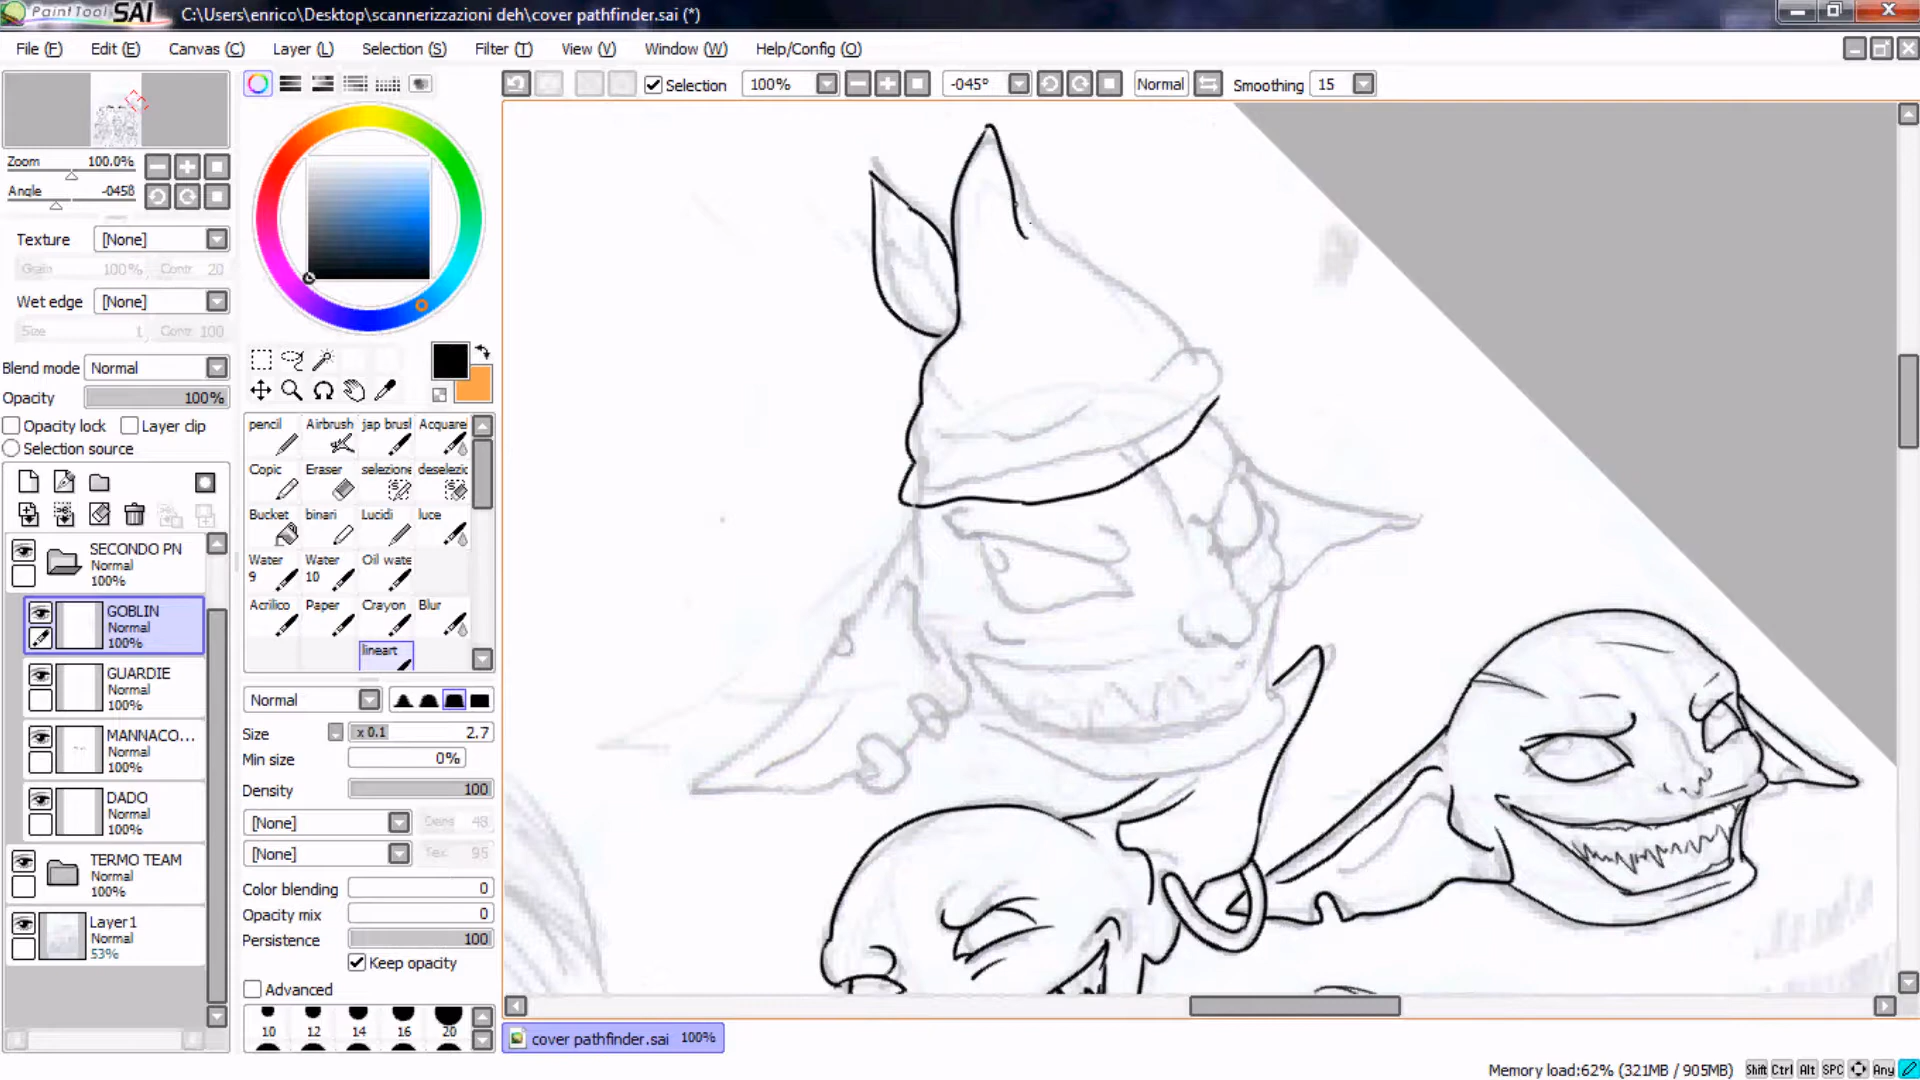 PaintTool SAI C:\Users\enrico\Desktop\scannerizzazioni deh\cover pathfinder.sai (*)
File (F) Edit (E) Canvas (C) Layer (L) Selection (S) Filter (T) View (V) Window (W) Help/Config (O)
Selection 100% -045° Normal Smoothing 15
Zoom 100.0%
Angle -045ß
Texture [None]
Grain 100% Contr. 20
Wet edge [None]
Size 1 Contr 100
Blend mode Normal
Opacity 100%
Opacity lock Layer clip
Selection source
SECONDO PN
Normal
100%
GOBLIN
Normal
100%
GUARDIE
Normal
100%
MANNACO...
Normal
100%
DADO
Normal
100%
TERMO TEAM
Normal
100%
Layer1
Normal
53%
pencil Airbrush jap brusl Acquare
Copic Eraser selezione deselezic
Bucket binari Lucidi luce
Water 9 Water 10 Oil wate
Acrilico Paper Crayon Blur
lineart
Normal
Size x 0.1 2.7
Min size 0%
Density 100
[None] 48
[None] 95
Color blending 0
Opacity mix 0
Persistence 100
Keep opacity
Advanced
10 12 14 16 20
cover pathfinder.sai 100%
Memory load:62% (321MB / 905MB) Shift Ctrl Alt SPC Any